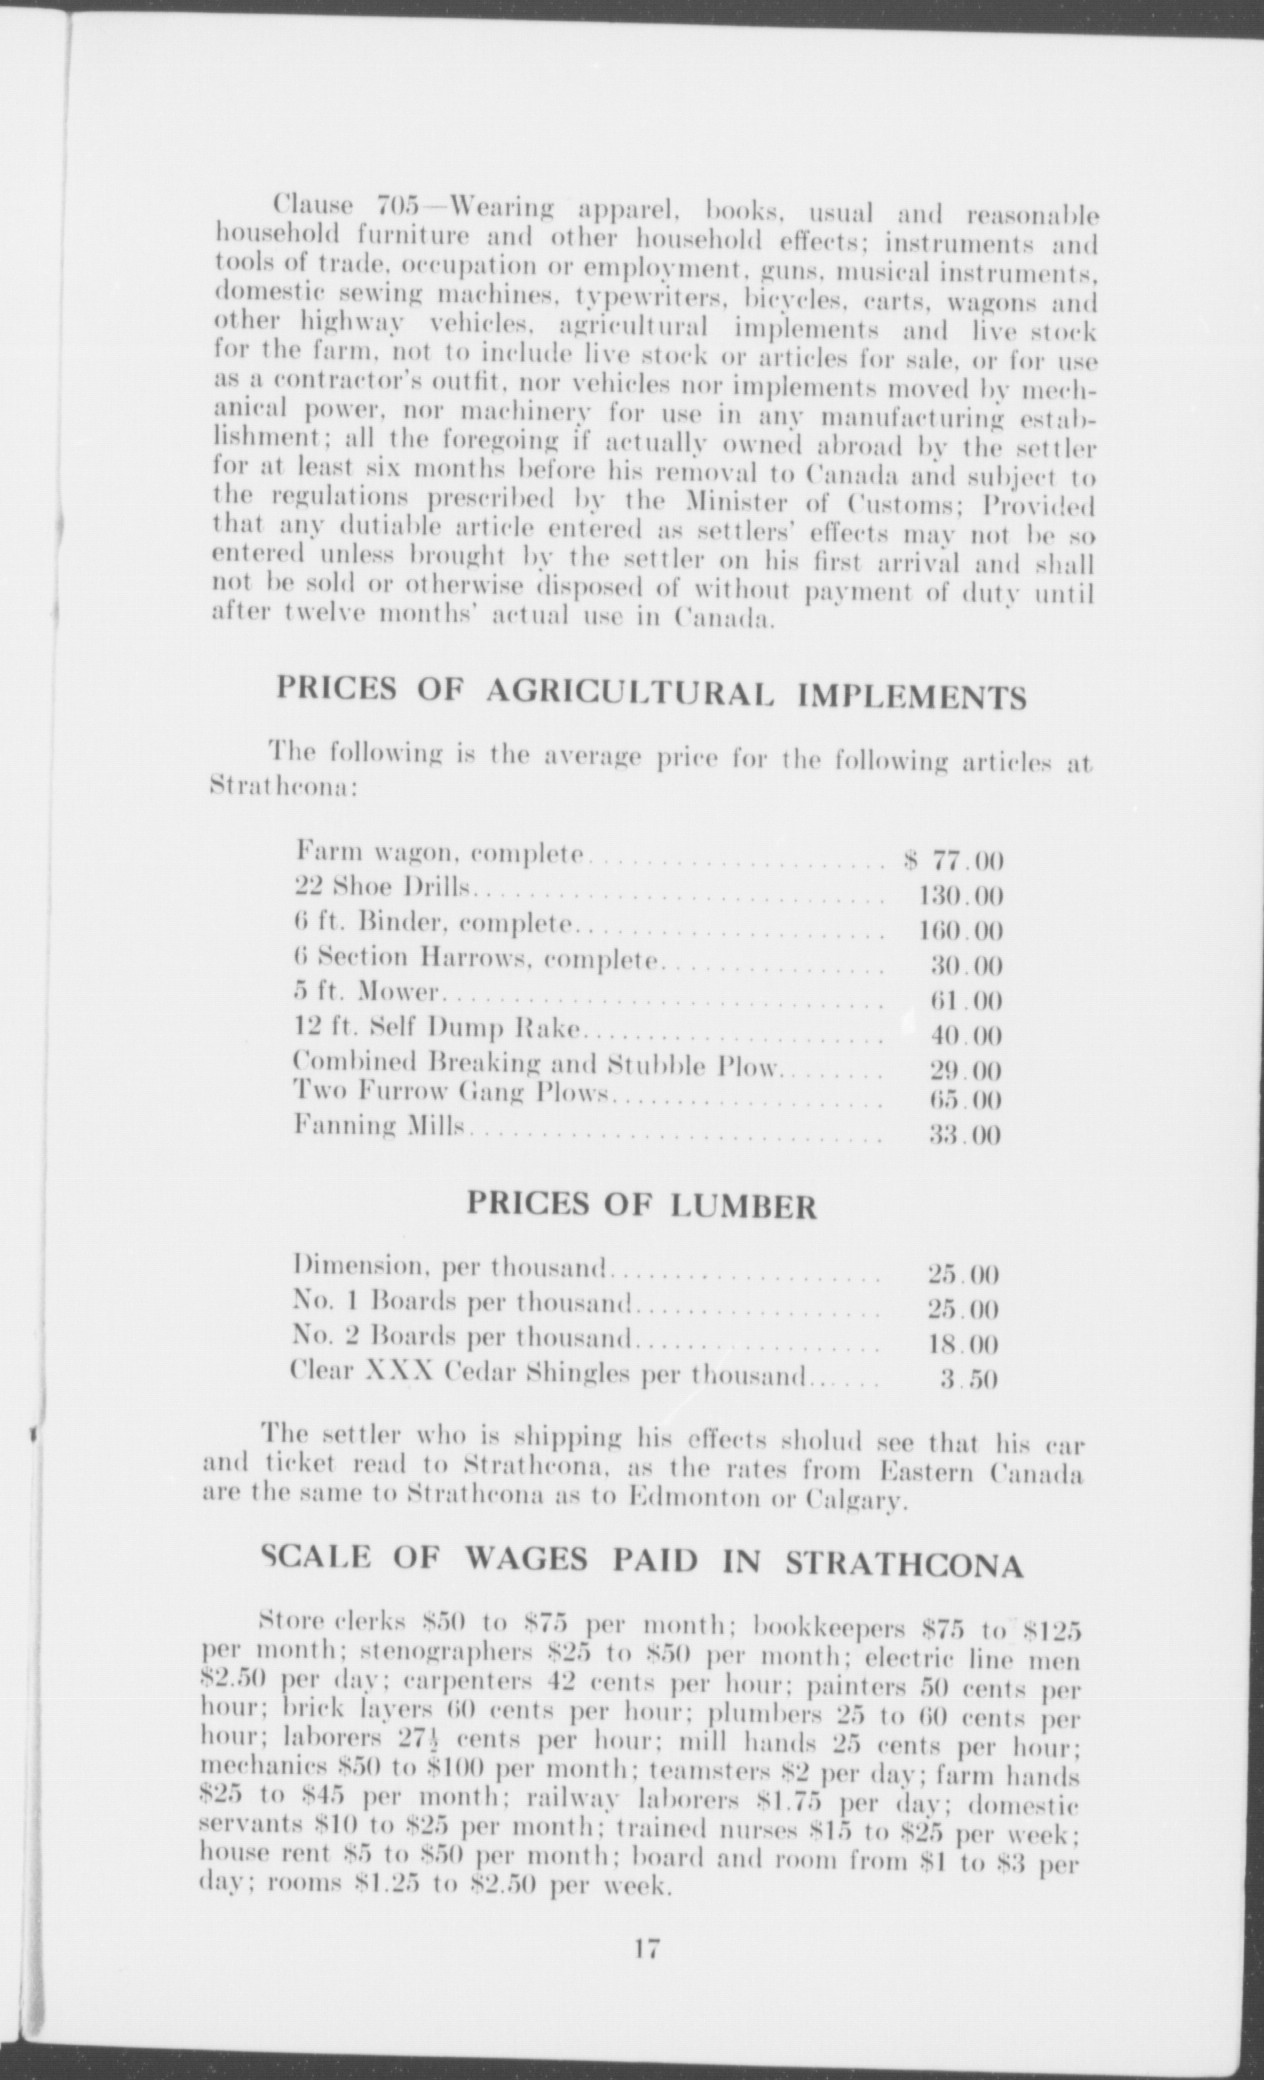 Clause 705—Wearing apparel, books, usual and reasonable
household furniture and other household effects; instruments and
tools of trade, occupation or employment, guns, musical instruments,
domestic sewing machines, typewriters, bicycles, carts, wagons and
other highway vehicles, agricultural implements and live stock
for the farm, not to include live stock or articles for sale, or for use
as a contractor's outfit, nor vehicles nor implements moved by mech-
anical power, nor machinery for use in any manufacturing estab-
lishment; all the foregoing if actually owned abroad by the settler
for at least six months before his removal to Canada and subject to
the regulations prescribed by the Minister of Customs; Provided
that any dutiable article entered as settlers' effects may not be so
entered unless brought by the settler on his first arrival and shall
not be sold or otherwise disposed of without payment of duty until
after twelve months' actual use in Canada.
PRICES OF AGRICULTURAL IMPLEMENTS
The following is the average price for the following articles at
Strathcona:
Farm wagon, complete..................... $ 77.00
22 Shoe Drills............................. 130.00
6 ft. Binder, complete...................... 160.00
6 Section Harrows, complete................ 30.00
5 ft. Mower............................... 61.00
12 ft. Self Dump Rake..................... 40.00
Combined Breaking and Stubble Plow........ 29.00
Two Furrow Gang Plows................... 65.00
Fanning Mills............................. 33.00
PRICES OF LUMBER
Dimension, per thousand................... 25.00
No. 1 Boards per thousand................. 25.00
No. 2 Boards per thousand................. 18.00
Clear XXX Cedar Shingles per thousand...... 3.50
The settler who is shipping his effects sholud see that his car
and ticket read to Strathcona, as the rates from Eastern Canada
are the same to Strathcona as to Edmonton or Calgary.
SCALE OF WAGES PAID IN STRATHCONA
Store clerks $50 to $75 per month; bookkeepers $75 to $125
per month; stenographers $25 to $50 per month; electric line men
$2.50 per day; carpenters 42 cents per hour; painters 50 cents per
hour; brick layers 60 cents per hour; plumbers 25 to 60 cents per
hour; laborers 27½ cents per hour; mill hands 25 cents per hour;
mechanics $50 to $100 per month; teamsters $2 per day; farm hands
$25 to $45 per month; railway laborers $1.75 per day; domestic
servants $10 to $25 per month; trained nurses $15 to $25 per week;
house rent $5 to $50 per month; board and room from $1 to $3 per
day; rooms $1.25 to $2.50 per week.
17